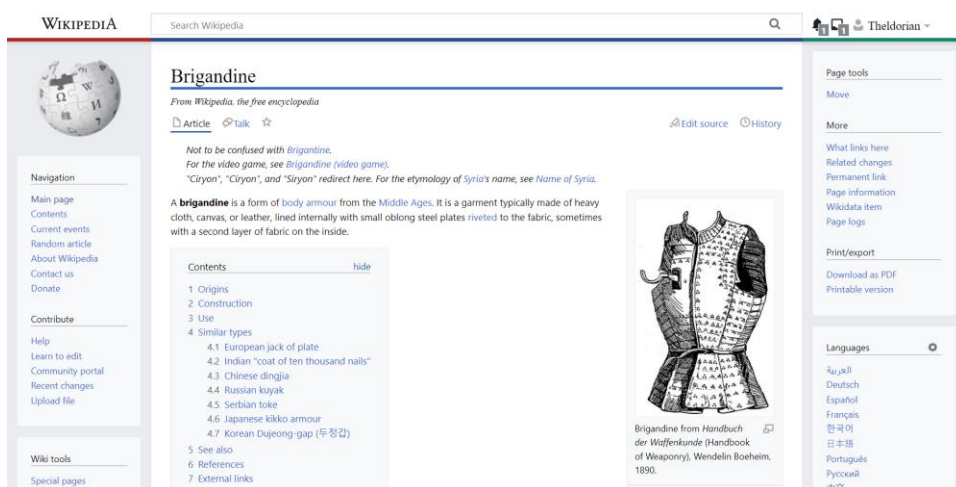 WIKIPEDIA
Search Wikipedia
1 1 Theldorian
Navigation
Main page
Contents
Current events
Random article
About Wikipedia
Contact us
Donate
Contribute
Help
Learn to edit
Community portal
Recent changes
Upload file
Wiki tools
Special pages
Brigandine
From Wikipedia, the free encyclopedia
Article Talk Edit source History
Not to be confused with Brigantine.
For the video game, see Brigandine (video game).
"Ciryon", "Ciryon", and "Siryon" redirect here. For the etymology of Syria's name, see Name of Syria.
A brigandine is a form of body armour from the Middle Ages. It is a garment typically made of heavy
cloth, canvas, or leather, lined internally with small oblong steel plates riveted to the fabric, sometimes
with a second layer of fabric on the inside.
Contents hide
1 Origins
2 Construction
3 Use
4 Similar types
4.1 European jack of plate
4.2 Indian "coat of ten thousand nails"
4.3 Chinese dingjia
4.4 Russian kuyak
4.5 Serbian toke
4.6 Japanese kikko armour
4.7 Korean Dujeong-gap (두정갑)
5 See also
6 References
7 External links
Brigandine from Handbuch
der Waffenkunde (Handbook
of Weaponry), Wendelin Boeheim,
1890.
Page tools
Move
More
What links here
Related changes
Permanent link
Page information
Wikidata item
Page logs
Print/export
Download as PDF
Printable version
Languages
العربية
Deutsch
Español
Français
한국어
日本語
Português
Русский